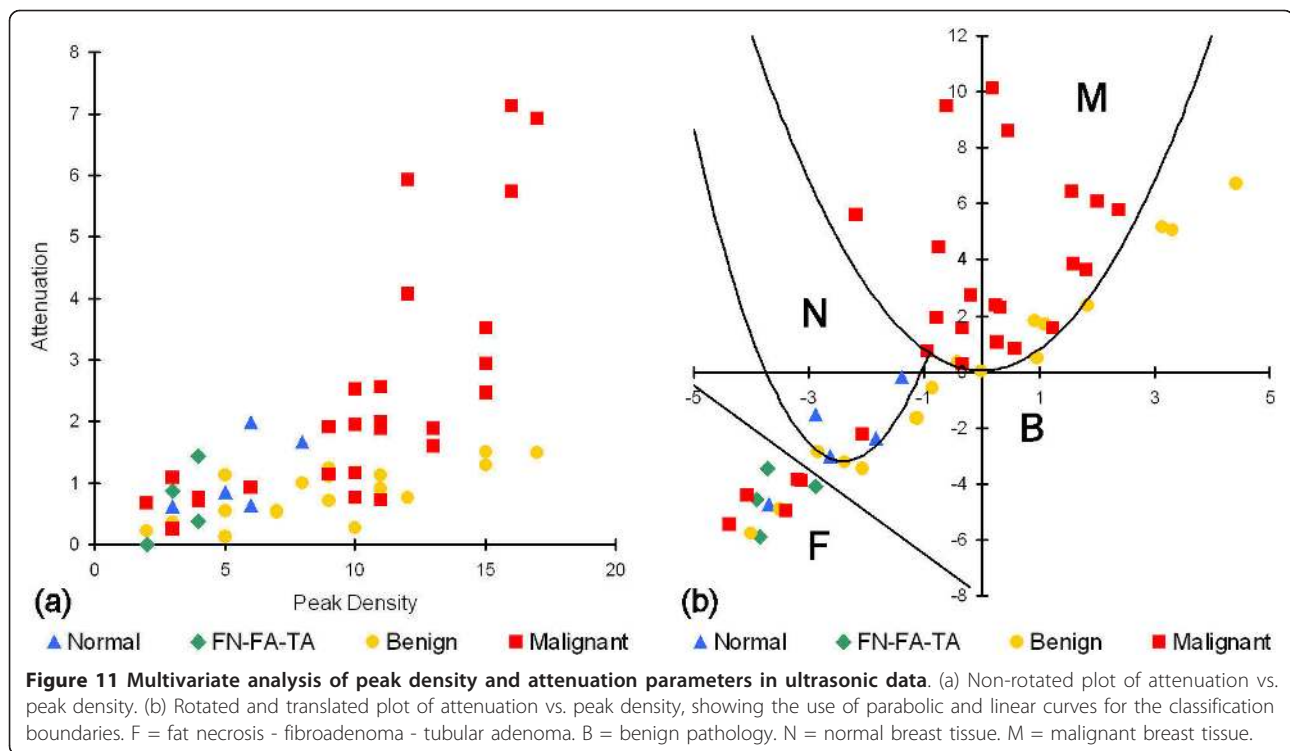 8
7
6
5
4
3
2
1
0
Attenuation
0 5 10 15 20
Peak Density
(a)
12
10
8
6
4
2
0
-2
-4
-6
-8
-5 -3 -1 1 3 5
M
N
B
F
(b)
Normal FN-FA-TA Benign Malignant Normal FN-FA-TA Benign Malignant
Figure 11 Multivariate analysis of peak density and attenuation parameters in ultrasonic data. (a) Non-rotated plot of attenuation vs.
peak density. (b) Rotated and translated plot of attenuation vs. peak density, showing the use of parabolic and linear curves for the classification
boundaries. F = fat necrosis - fibroadenoma - tubular adenoma. B = benign pathology. N = normal breast tissue. M = malignant breast tissue.